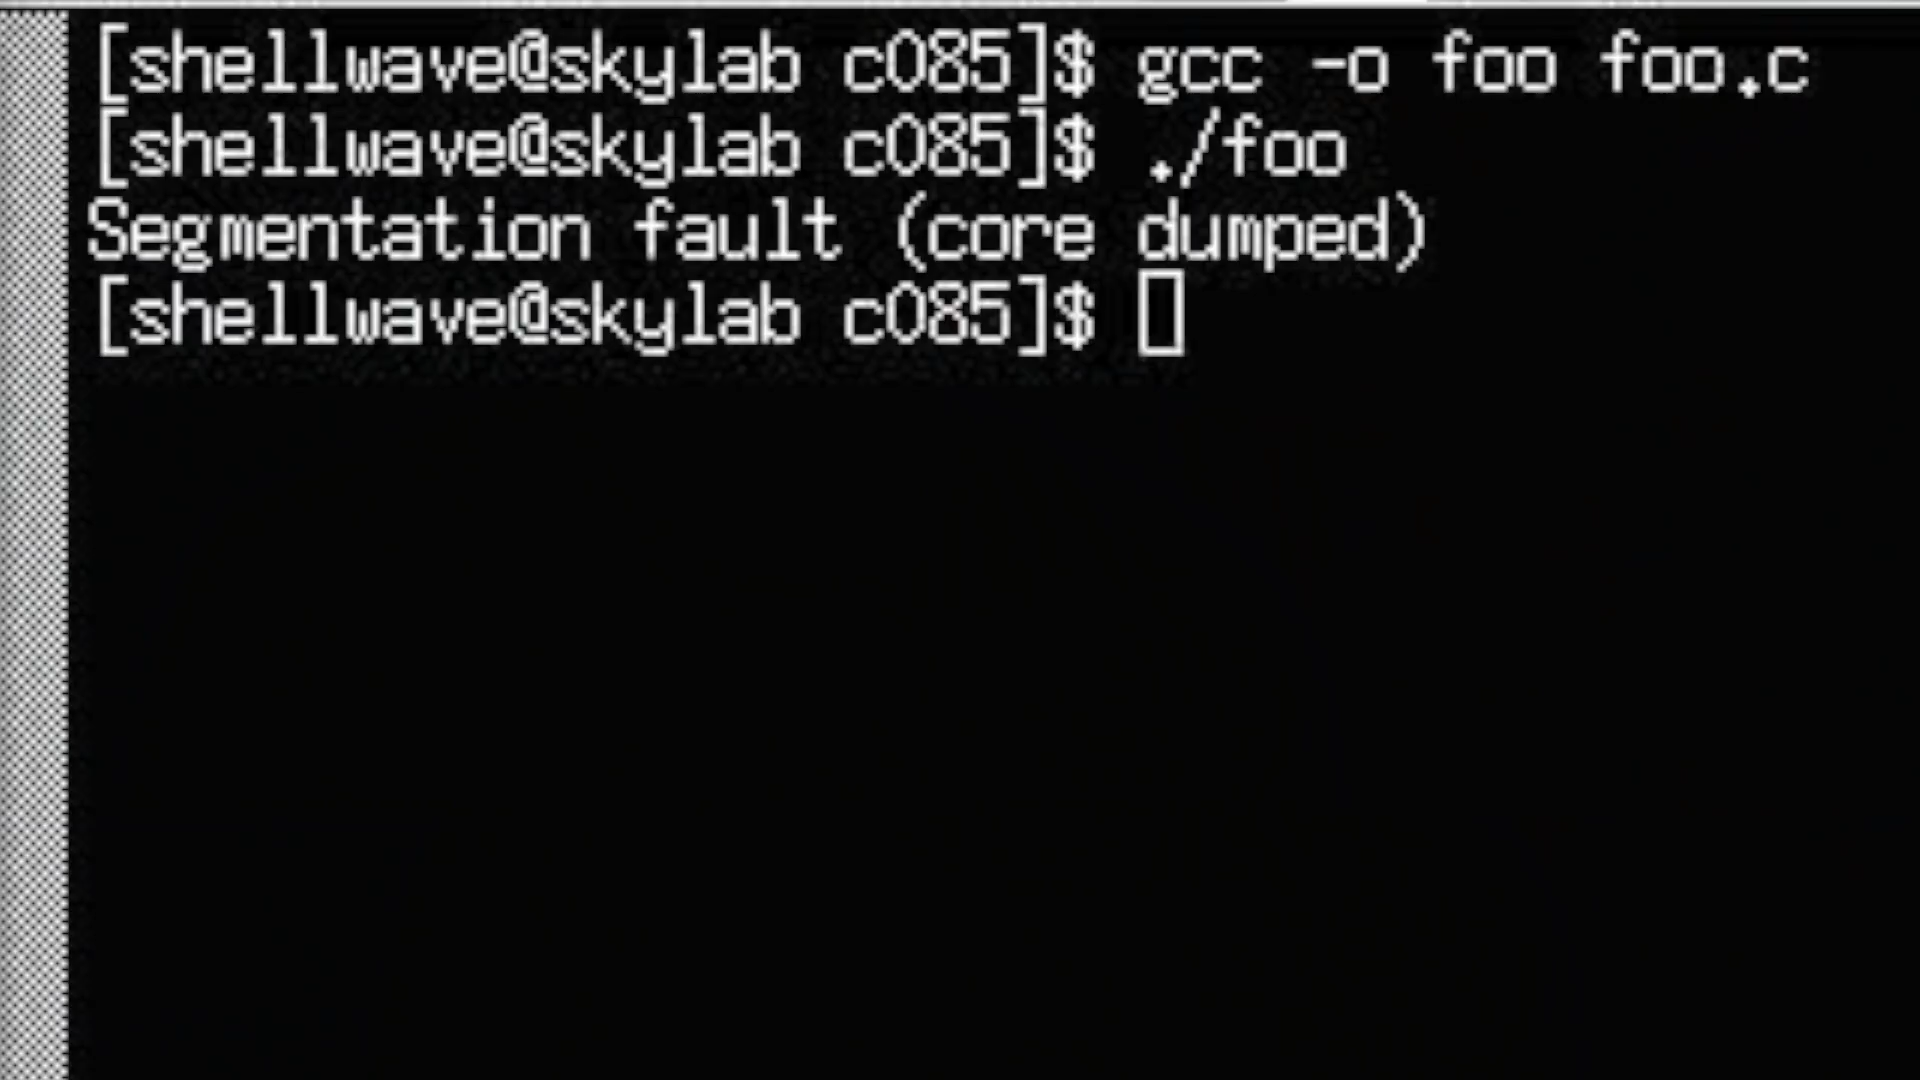 [shellwave@skylab c085]$ gcc -o foo foo.c
[shellwave@skylab c085]$ ./foo
Segmentation fault (core dumped)
[shellwave@skylab c085]$